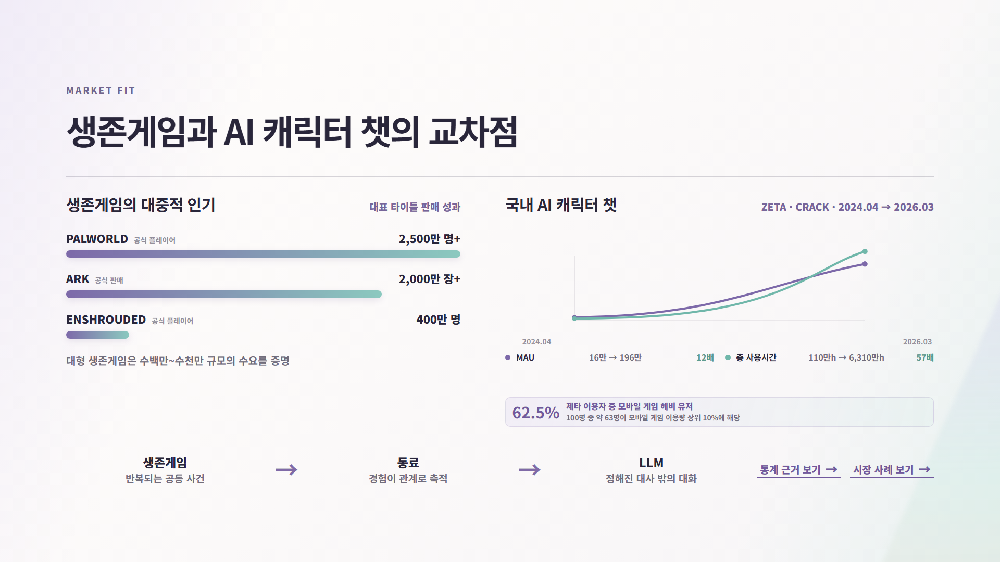 MARKET FIT
생존게임과 AI 캐릭터 챗의 교차점
생존게임의 대중적 인기
대표 타이틀 판매 성과
PALWORLD 공식 플레이어
2,500만 명+
ARK 공식 판매
2,000만 장+
ENSHROUDED 공식 플레이어
400만 명
대형 생존게임은 수백만~수천만 규모의 수요를 증명
국내 AI 캐릭터 챗
ZETA · CRACK · 2024.04 → 2026.03
2024.04
2026.03
MAU 16만 → 196만 12배
총 사용시간 110만h → 6,310만h 57배
62.5%
제타 이용자 중 모바일 게임 헤비 유저
100명 중 약 63명이 모바일 게임 이용량 상위 10%에 해당
생존게임
반복되는 공동 사건
→
동료
경험이 관계로 축적
→
LLM
정해진 대사 밖의 대화
통계 근거 보기 →
시장 사례 보기 →